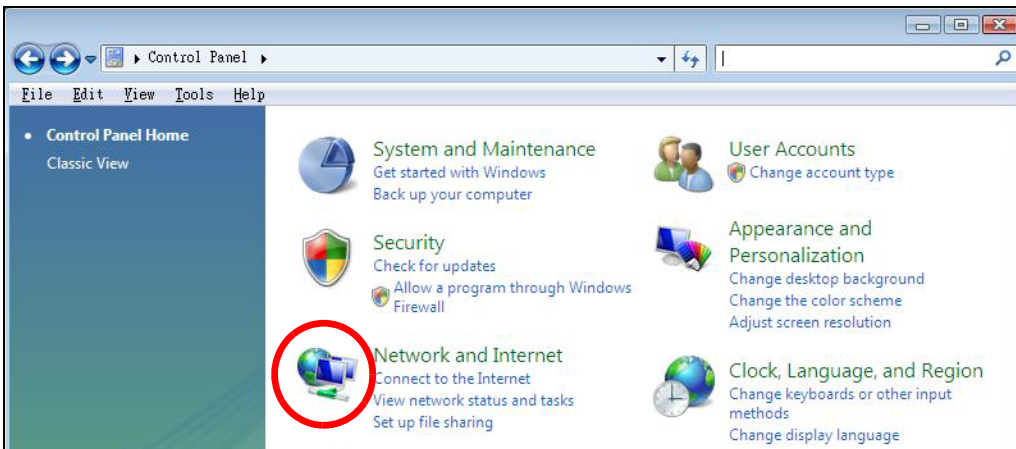 Control Panel
File Edit View Tools Help
Control Panel Home
Classic View
System and Maintenance
Get started with Windows
Back up your computer
Security
Check for updates
Allow a program through Windows
Firewall
Network and Internet
Connect to the Internet
View network status and tasks
Set up file sharing
User Accounts
Change account type
Appearance and
Personalization
Change desktop background
Change the color scheme
Adjust screen resolution
Clock, Language, and Region
Change keyboards or other input
methods
Change display language